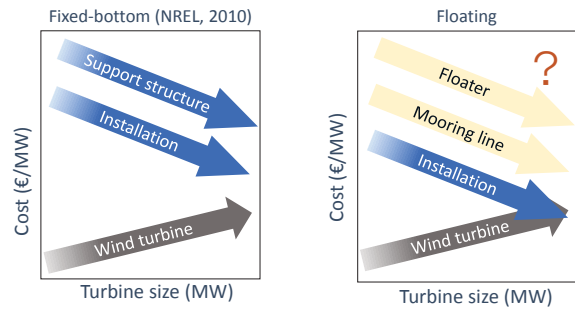 Fixed-bottom (NREL, 2010)
Support structure
Installation
Wind turbine
Cost (€/MW)
Turbine size (MW)
Floating
?
Floater
Mooring line
Installation
Wind turbine
Cost (€/MW)
Turbine size (MW)